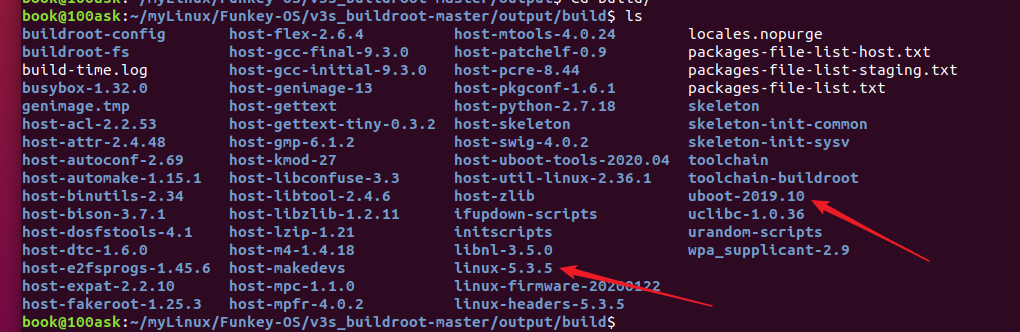 book@100ask:~/myLinux/Funkey-OS/v3s_buildroot-master/output/build$ ls
buildroot-config host-flex-2.6.4 host-mtools-4.0.24 locales.nopurge
buildroot-fs host-gcc-final-9.3.0 host-patchelf-0.9 packages-file-list-host.txt
build-time.log host-gcc-initial-9.3.0 host-pcre-8.44 packages-file-list-staging.txt
busybox-1.32.0 host-genimage-13 host-pkgconf-1.6.1 packages-file-list.txt
genimage.tmp host-gettext host-python-2.7.18 skeleton
host-acl-2.2.53 host-gettext-tiny-0.3.2 host-skeleton skeleton-init-common
host-attr-2.4.48 host-gmp-6.1.2 host-swig-4.0.2 skeleton-init-sysv
host-autoconf-2.69 host-kmod-27 host-uboot-tools-2020.04 toolchain
host-automake-1.15.1 host-libconfuse-3.3 host-util-linux-2.36.1 toolchain-buildroot
host-binutils-2.34 host-libtool-2.4.6 host-zlib uboot-2019.10
host-bison-3.7.1 host-libzlib-1.2.11 ifupdown-scripts uclibc-1.0.36
host-dosfstools-4.1 host-lzip-1.21 initscripts urandom-scripts
host-dtc-1.6.0 host-m4-1.4.18 libnl-3.5.0 wpa_supplicant-2.9
host-e2fsprogs-1.45.6 host-makedevs linux-5.3.5
host-expat-2.2.10 host-mpc-1.1.0 linux-firmware-20200122
host-fakeroot-1.25.3 host-mpfr-4.0.2 linux-headers-5.3.5
book@100ask:~/myLinux/Funkey-OS/v3s_buildroot-master/output/build$